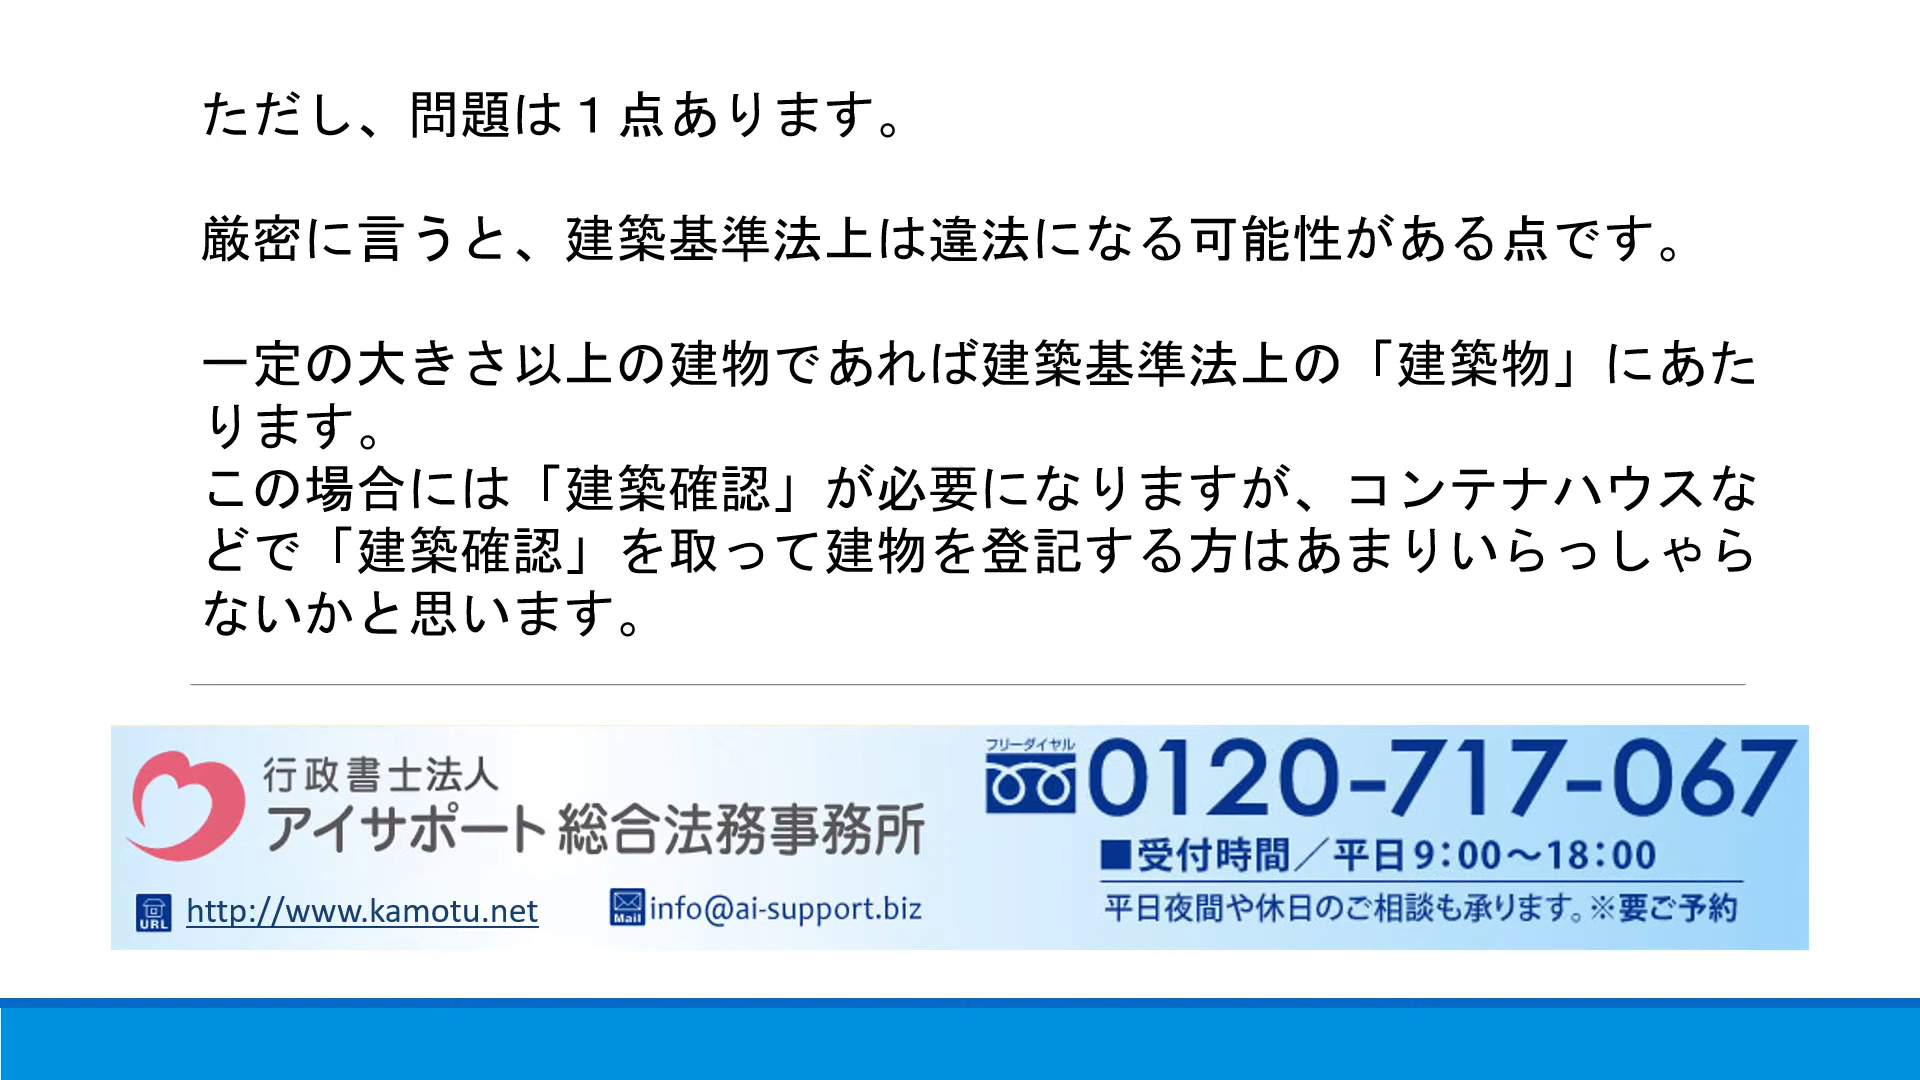 ただし、問題は１点あります。
厳密に言うと、建築基準法上は違法になる可能性がある点です。
一定の大きさ以上の建物であれば建築基準法上の「建築物」にあた
ります。
この場合には「建築確認」が必要になりますが、コンテナハウスな
どで「建築確認」を取って建物を登記する方はあまりいらっしゃら
ないかと思います。
行政書士法人
アイサポート総合法務事務所
URL http://www.kamotu.net
Mail info@ai-support.biz
フリーダイヤル 0120-717-067
■受付時間／平日9:00～18:00
平日夜間や休日のご相談も承ります。※要ご予約